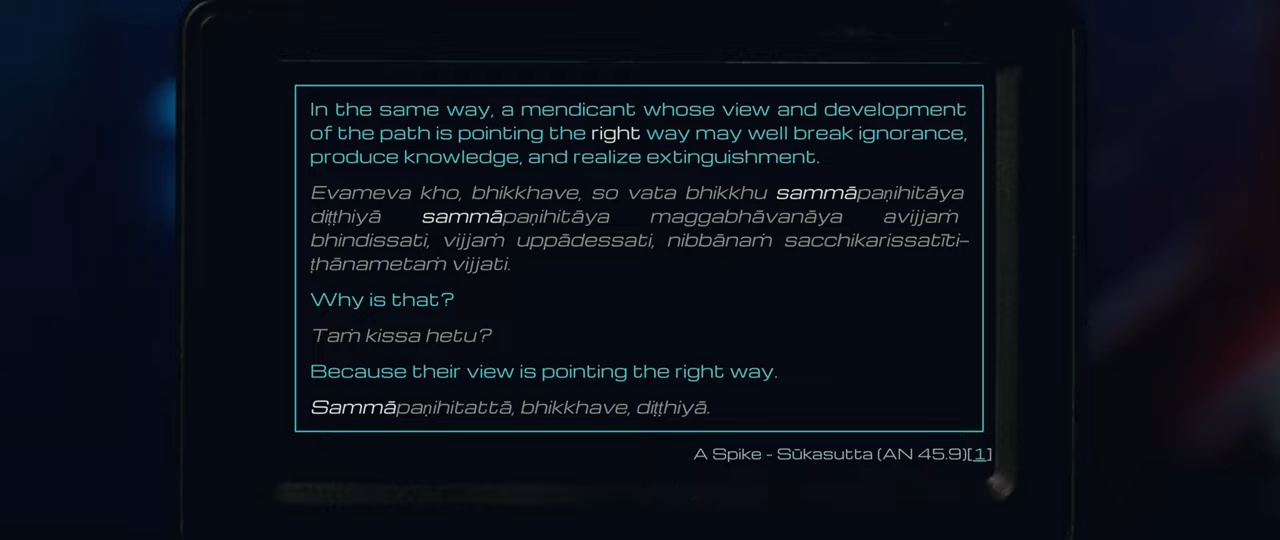 In the same way, a mendicant whose view and development
of the path is pointing the right way may well break ignorance,
produce knowledge, and realize extinguishment.
Evameva kho, bhikkhave, so vata bhikkhu sammāpaṇihitāya
diṭṭhiyā sammāpaṇihitāya maggabhāvanāya avijjaṁ
bhindissati, vijjaṁ uppādessati, nibbānaṁ sacchikarissatīti–
ṭhānametaṁ vijjati.
Why is that?
Taṁ kissa hetu?
Because their view is pointing the right way.
Sammāpaṇihitattā, bhikkhave, diṭṭhiyā.
A Spike - Sūkasutta (AN 45.9)[1]